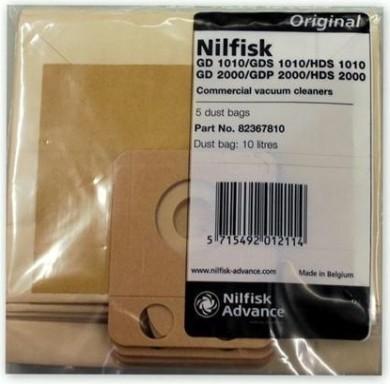 Original
Nilfisk
GD 1010/GDS 1010/HDS 1010
GD 2000/GDP 2000/HDS 2000
Commercial vacuum cleaners
5 dust bags
Part No. 82367810
Dust bag: 10 litres
5 715492 012114
www.nilfisk-advance.com Made in Belgium
Nilfisk
Advance